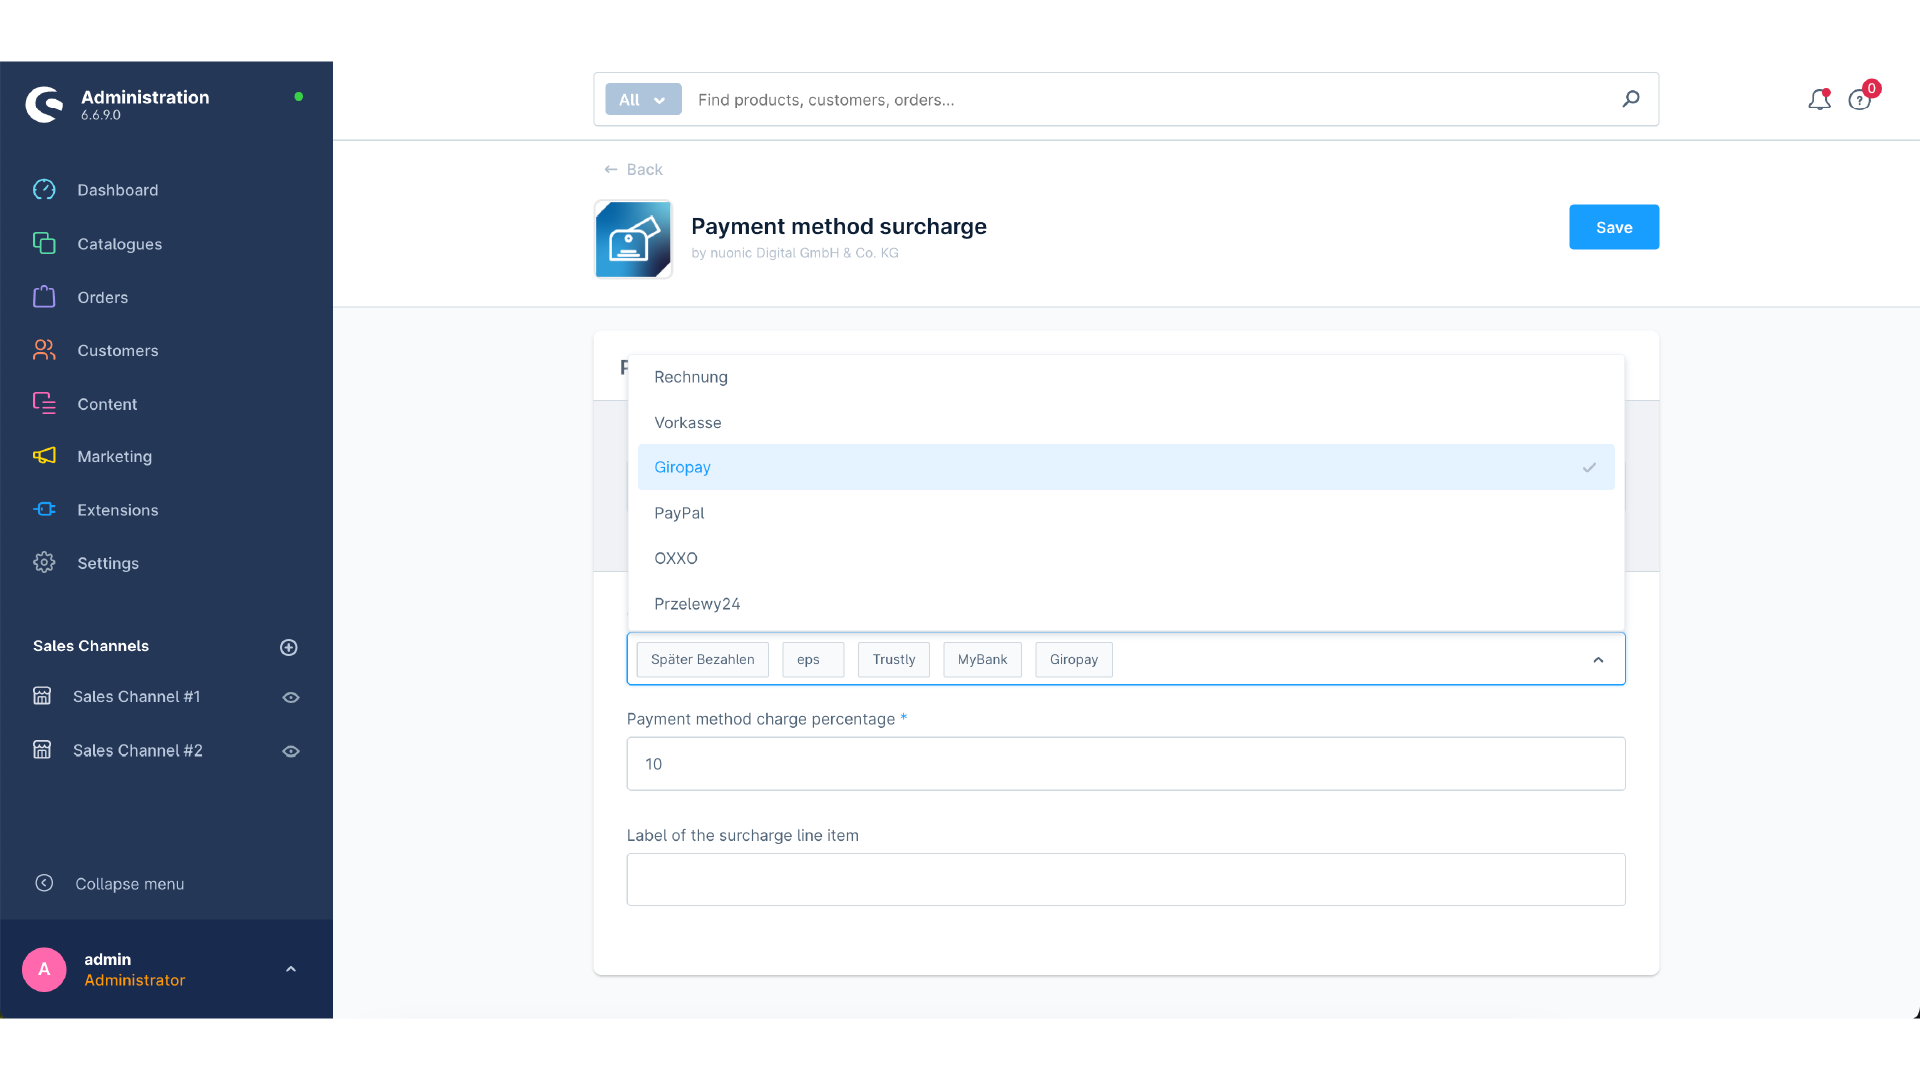 Administration
6.6.9.0
Dashboard
Catalogues
Orders
Customers
Content
Marketing
Extensions
Settings
Sales Channels
Sales Channel #1
Sales Channel #2
Collapse menu
A
admin
Administrator
All
Find products, customers, orders...
0
Back
Payment method surcharge
by nuonic Digital GmbH & Co. KG
Save
Rechnung
Vorkasse
Giropay
PayPal
OXXO
Przelewy24
Später Bezahlen eps Trustly MyBank Giropay
Payment method charge percentage *
10
Label of the surcharge line item